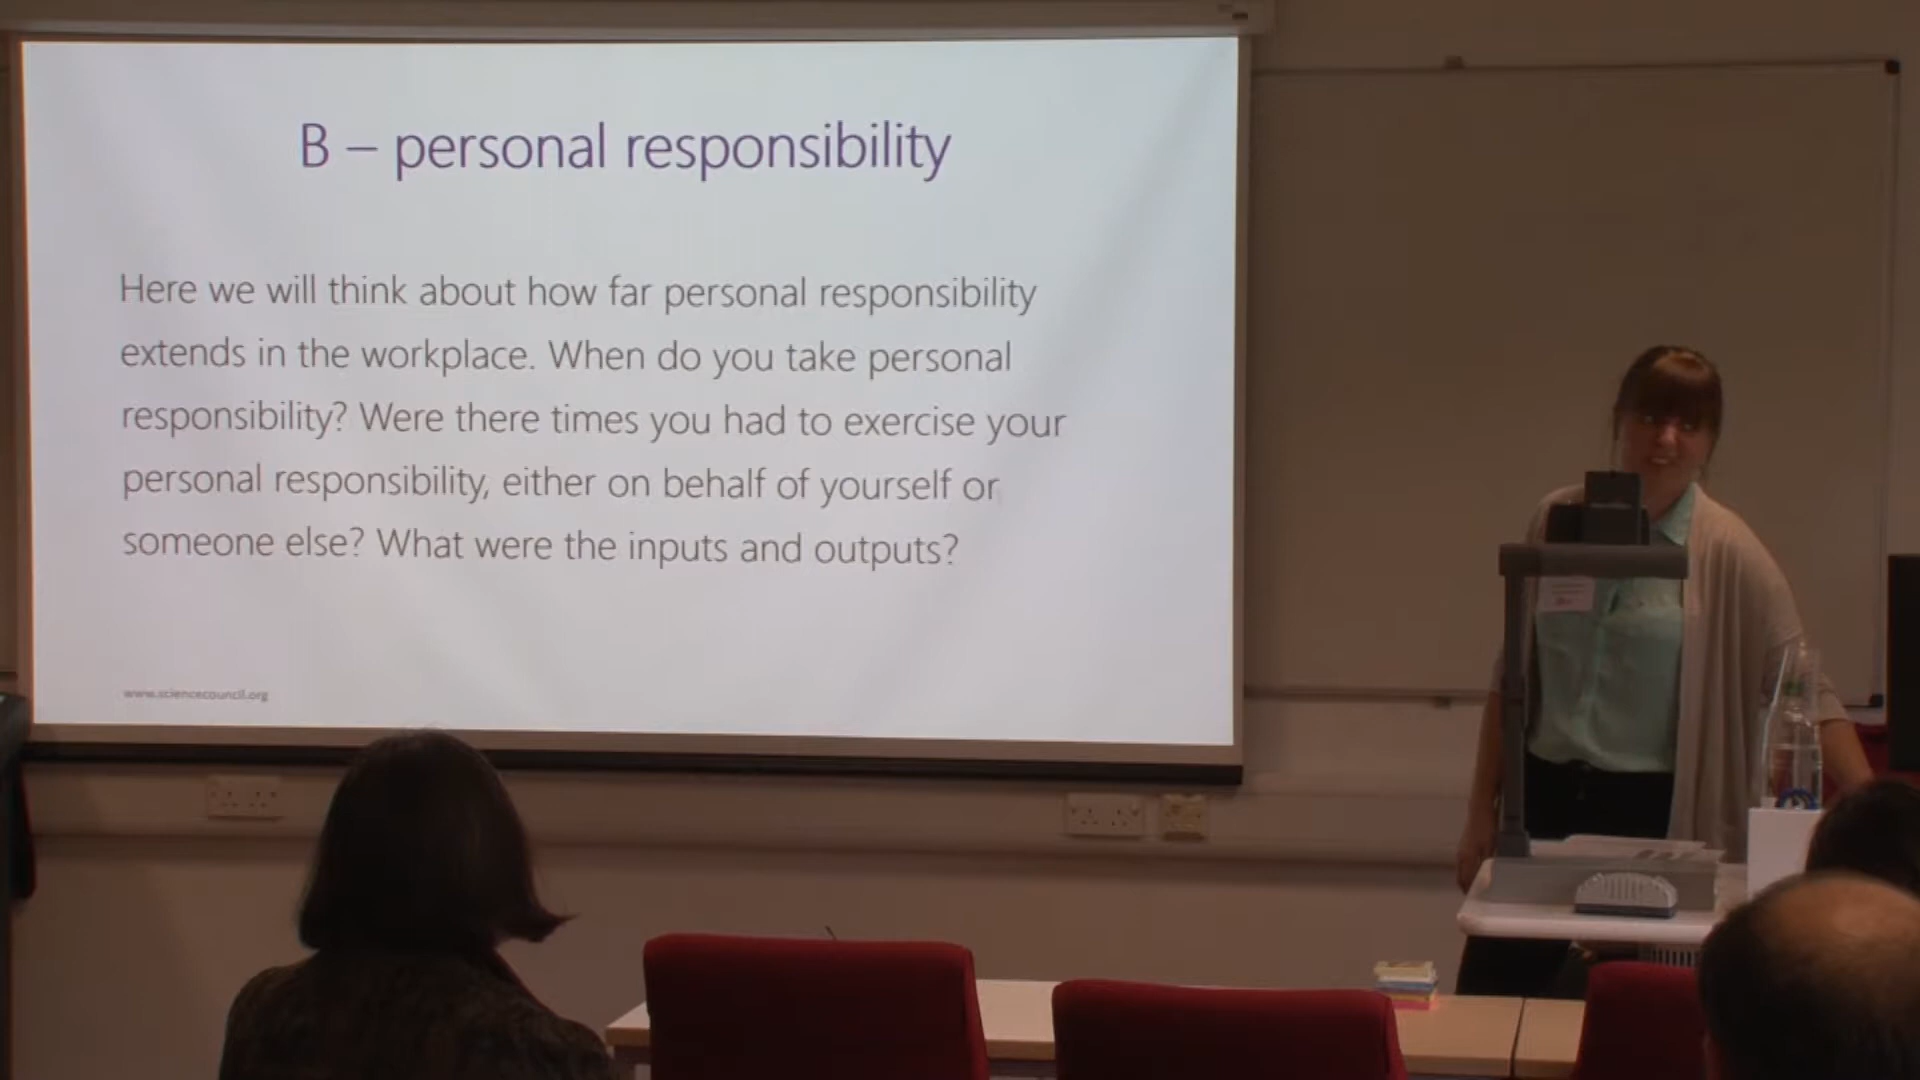 B – personal responsibility
Here we will think about how far personal responsibility
extends in the workplace. When do you take personal
responsibility? Were there times you had to exercise your
personal responsibility, either on behalf of yourself or
someone else? What were the inputs and outputs?
www.sciencecouncil.org